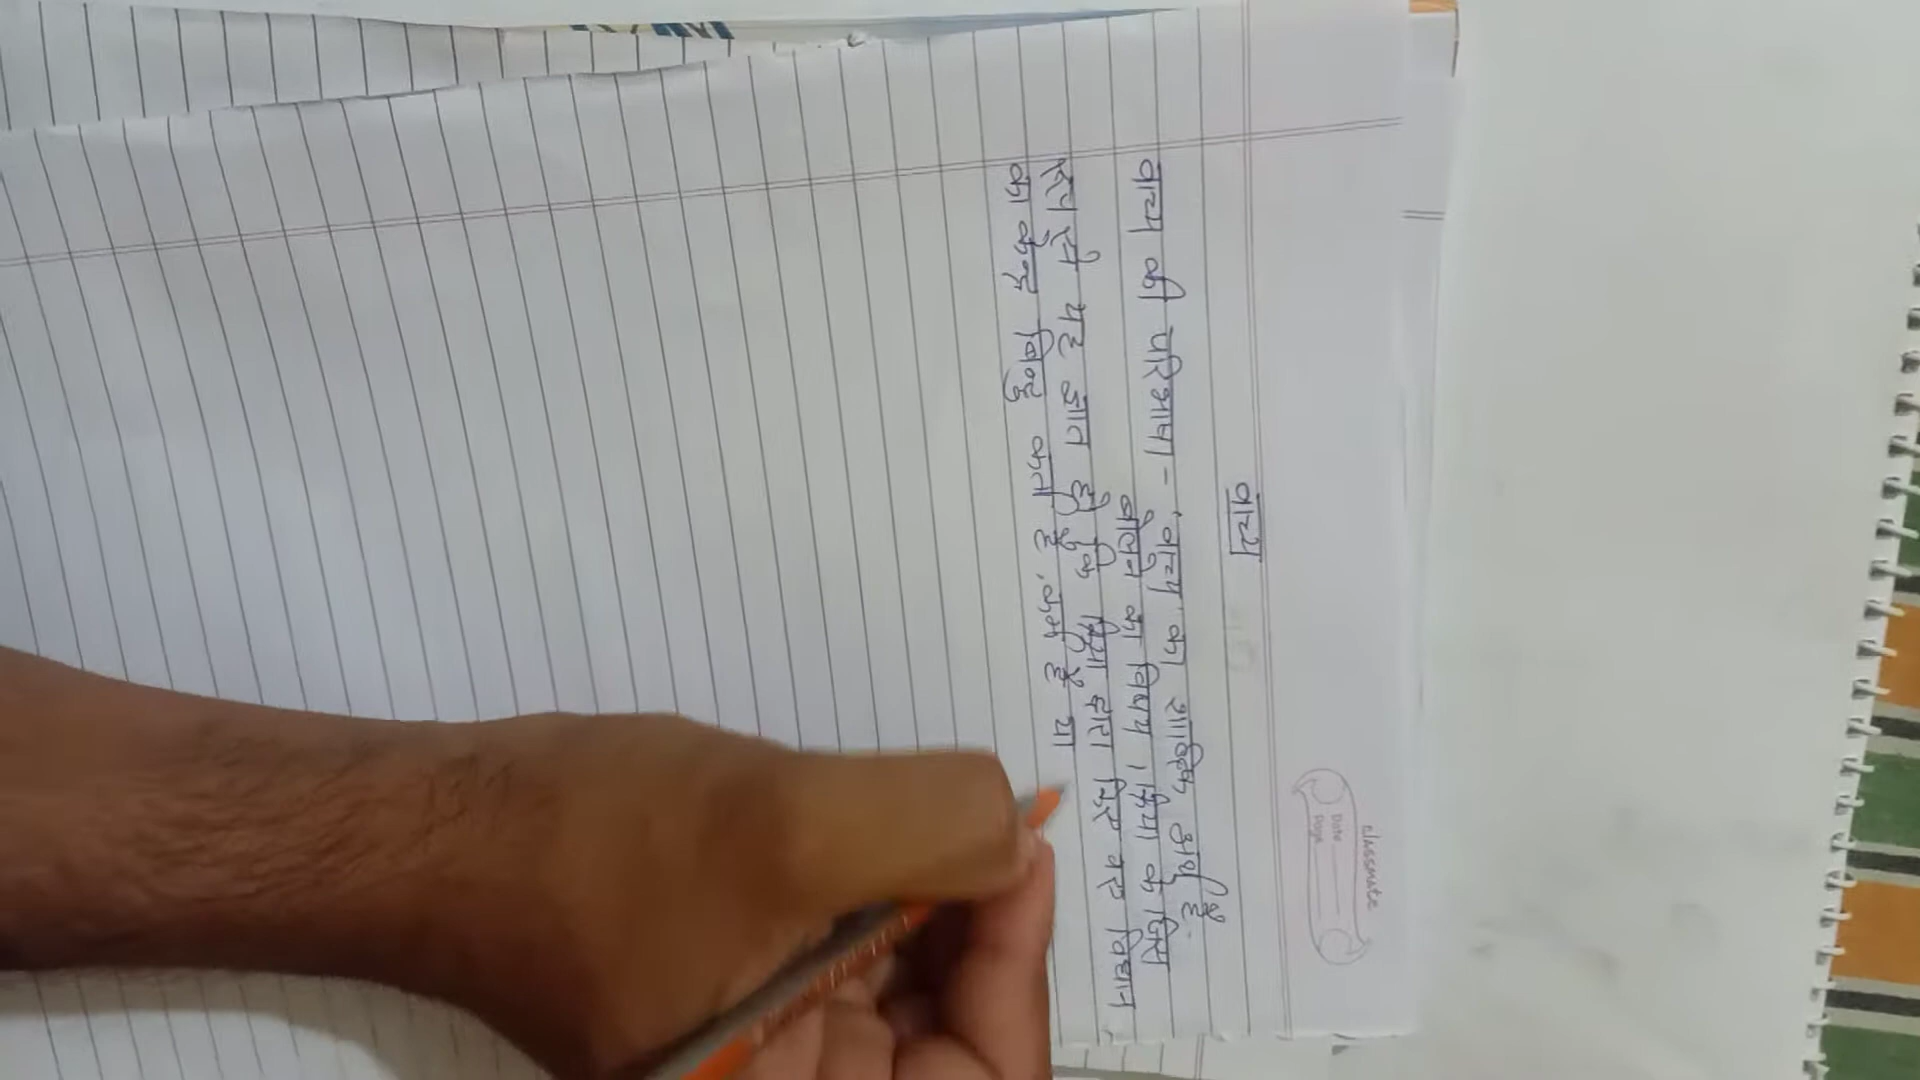 classmate
Date
Page
वाच्य
वाच्य की परिभाषा - 'वाच्य' का शाब्दिक अर्थ है -
बोलने का विषय । क्रिया के जिस
रूप से यह ज्ञात हो कि क्रिया द्वारा किए गए विधान
का केन्द्र बिन्दु कर्ता है, कर्म है या